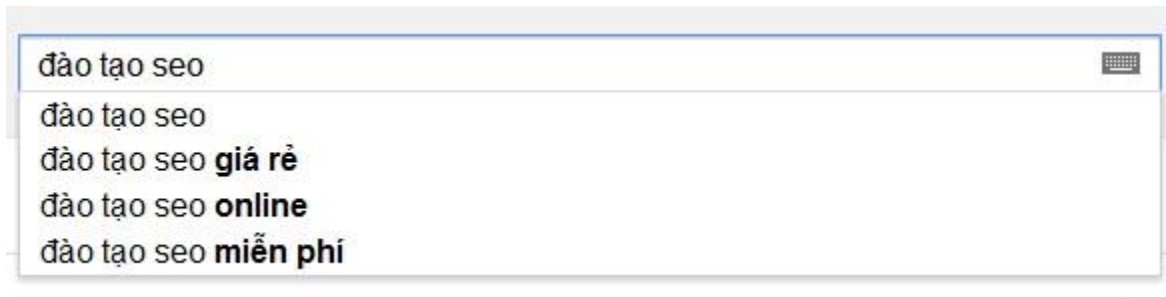 đào tạo seo
đào tạo seo
đào tạo seo giá rẻ
đào tạo seo online
đào tạo seo miễn phí